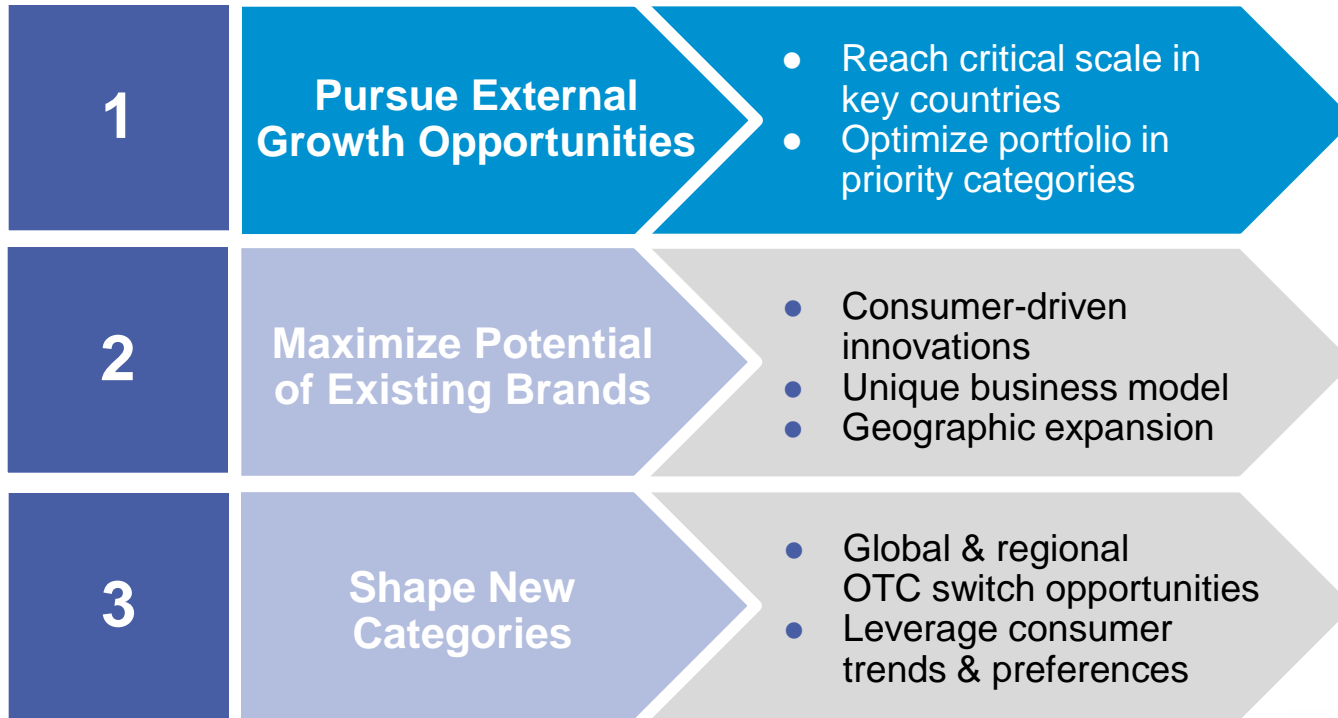 1
Pursue External
Growth Opportunities
● Reach critical scale in
key countries
● Optimize portfolio in
priority categories
2
Maximize Potential
of Existing Brands
● Consumer-driven
innovations
● Unique business model
● Geographic expansion
3
Shape New
Categories
● Global & regional
OTC switch opportunities
● Leverage consumer
trends & preferences